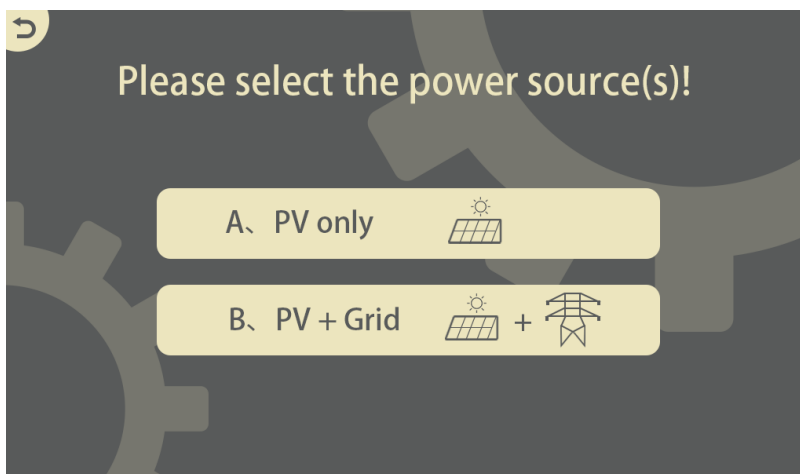 Please select the power source(s)!
A、PV only
B、PV + Grid +